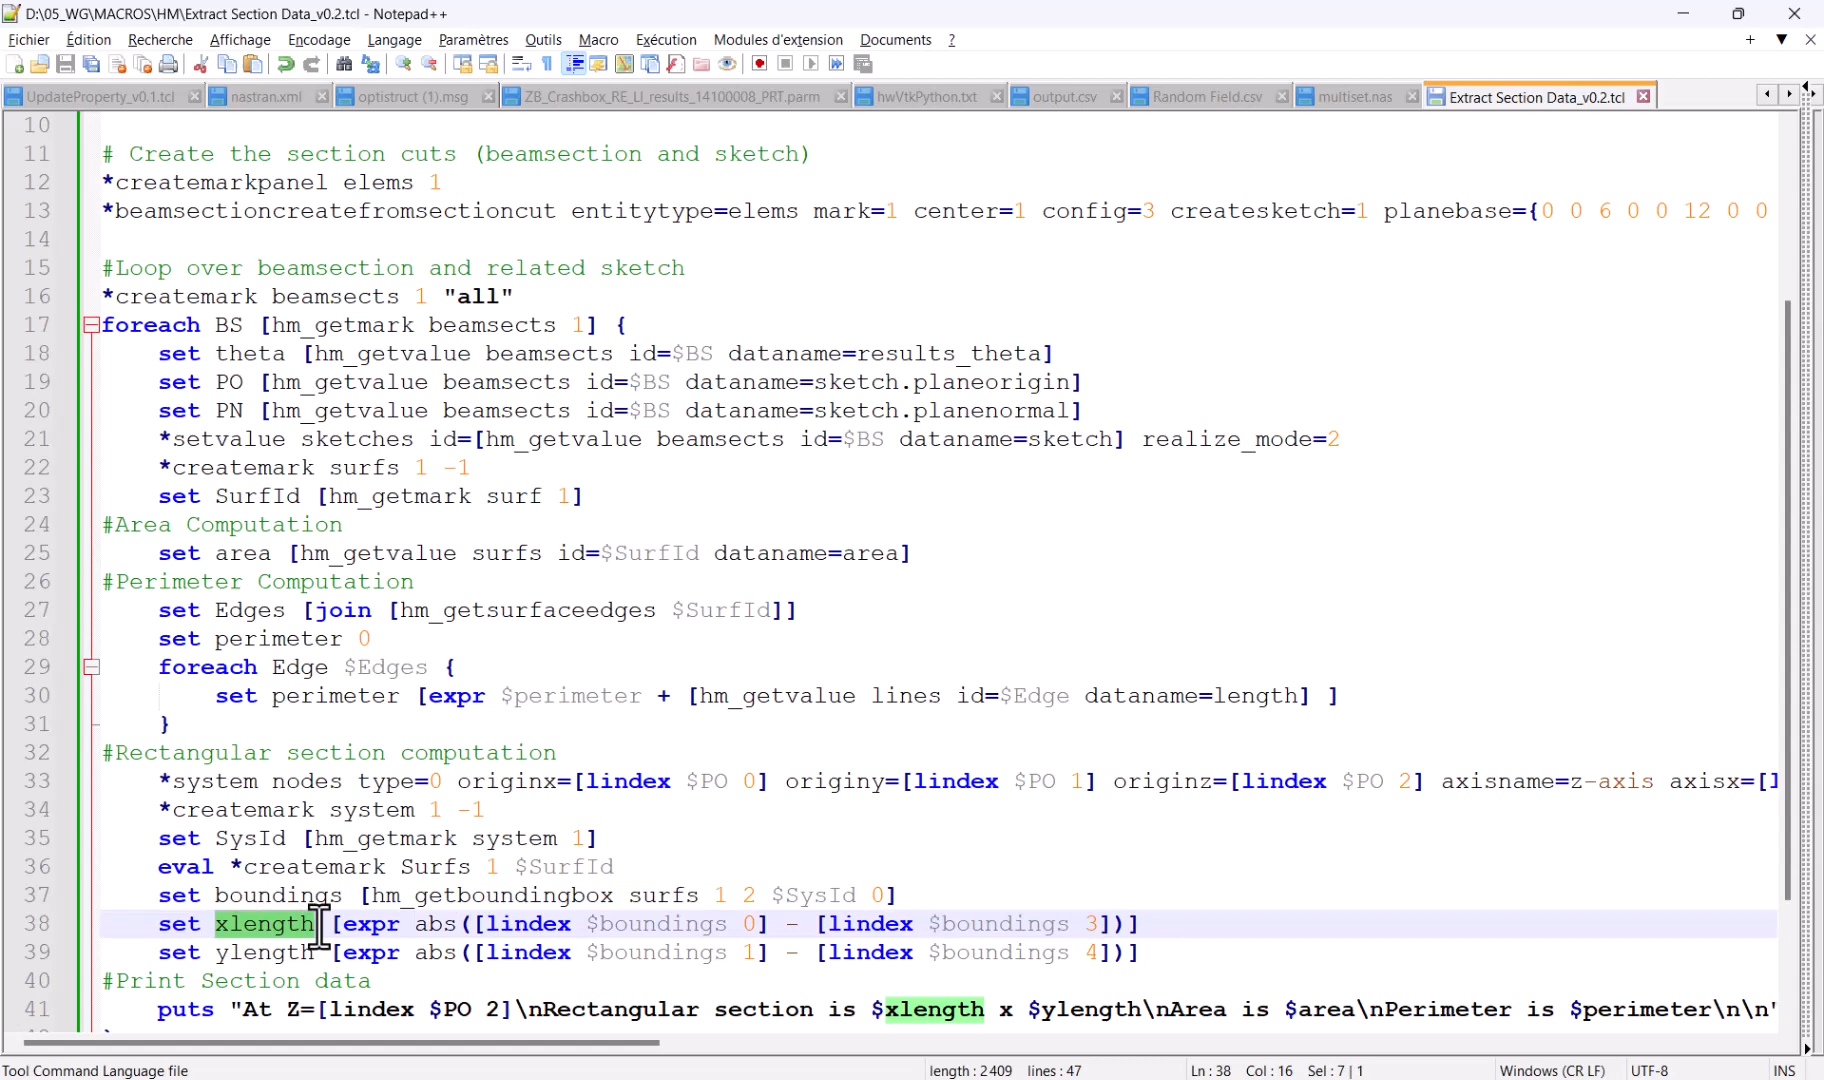 D:\05_WG\MACROS\HM\Extract Section Data_v0.2.tcl - Notepad++
Fichier Édition Recherche Affichage Encodage Langage Paramètres Outils Macro Exécution Modules d'extension Documents ?
UpdateProperty_v0.1.tcl nastran.xml optistruct (1).msg ZB_Crashbox_RE_LI_results_14100008_PRT.parm hwVtkPython.txt output.csv Random Field.csv multiset.nas Extract Section Data_v0.2.tcl
10
11 # Create the section cuts (beamsection and sketch)
12 *createmarkpanel elems 1
13 *beamsectioncreatefromsectioncut entitytype=elems mark=1 center=1 config=3 createsketch=1 planebase={0 0 6 0 0 12 0 0
14
15 #Loop over beamsection and related sketch
16 *createmark beamsects 1 "all"
17 foreach BS [hm_getmark beamsects 1] {
18 set theta [hm_getvalue beamsects id=$BS dataname=results_theta]
19 set PO [hm_getvalue beamsects id=$BS dataname=sketch.planeorigin]
20 set PN [hm_getvalue beamsects id=$BS dataname=sketch.planenormal]
21 *setvalue sketches id=[hm_getvalue beamsects id=$BS dataname=sketch] realize_mode=2
22 *createmark surfs 1 -1
23 set SurfId [hm_getmark surf 1]
24 #Area Computation
25 set area [hm_getvalue surfs id=$SurfId dataname=area]
26 #Perimeter Computation
27 set Edges [join [hm_getsurfaceedges $SurfId]]
28 set perimeter 0
29 foreach Edge $Edges {
30 set perimeter [expr $perimeter + [hm_getvalue lines id=$Edge dataname=length] ]
31 }
32 #Rectangular section computation
33 *system nodes type=0 originx=[lindex $PO 0] originy=[lindex $PO 1] originz=[lindex $PO 2] axisname=z-axis axisx=[
34 *createmark system 1 -1
35 set SysId [hm_getmark system 1]
36 eval *createmark Surfs 1 $SurfId
37 set boundings [hm_getboundingbox surfs 1 2 $SysId 0]
38 set xlength [expr abs([lindex $boundings 0] - [lindex $boundings 3])]
39 set ylength [expr abs([lindex $boundings 1] - [lindex $boundings 4])]
40 #Print Section data
41 puts "At Z=[lindex $PO 2]\nRectangular section is $xlength x $ylength\nArea is $area\nPerimeter is $perimeter\n\n"
Tool Command Language file length : 2409 lines : 47 Ln : 38 Col : 16 Sel : 7 | 1 Windows (CR LF) UTF-8 INS